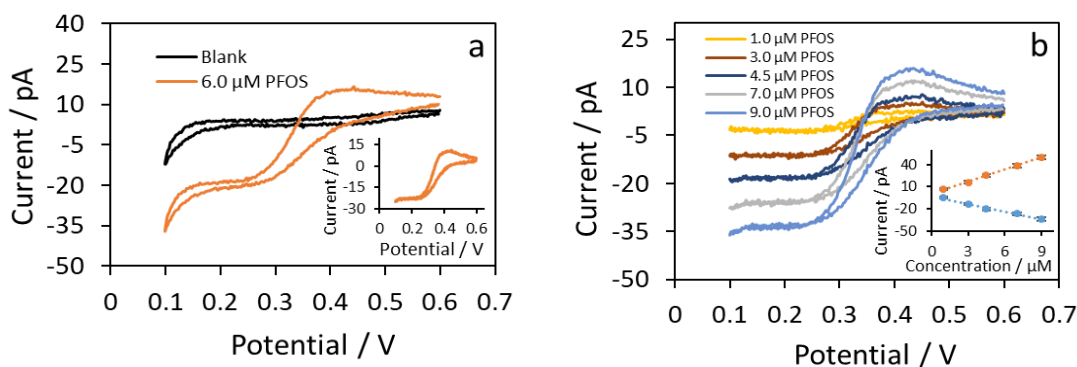 a
Blank
6.0 µM PFOS
Current / pA
40
25
10
-5
-20
-35
-50
0
0.1
0.2
0.3
0.4
0.5
0.6
0.7
Potential / V
Current / pA
15
0
-15
-30
0
0.2
0.4
0.6
Potential / V
b
1.0 µM PFOS
3.0 µM PFOS
4.5 µM PFOS
7.0 µM PFOS
9.0 µM PFOS
Current / pA
25
15
5
-5
-15
-25
-35
-50
0
0.1
0.2
0.3
0.4
0.5
0.6
0.7
Potential / V
Current / pA
40
10
-20
-50
0
3
6
9
Concentration / µM